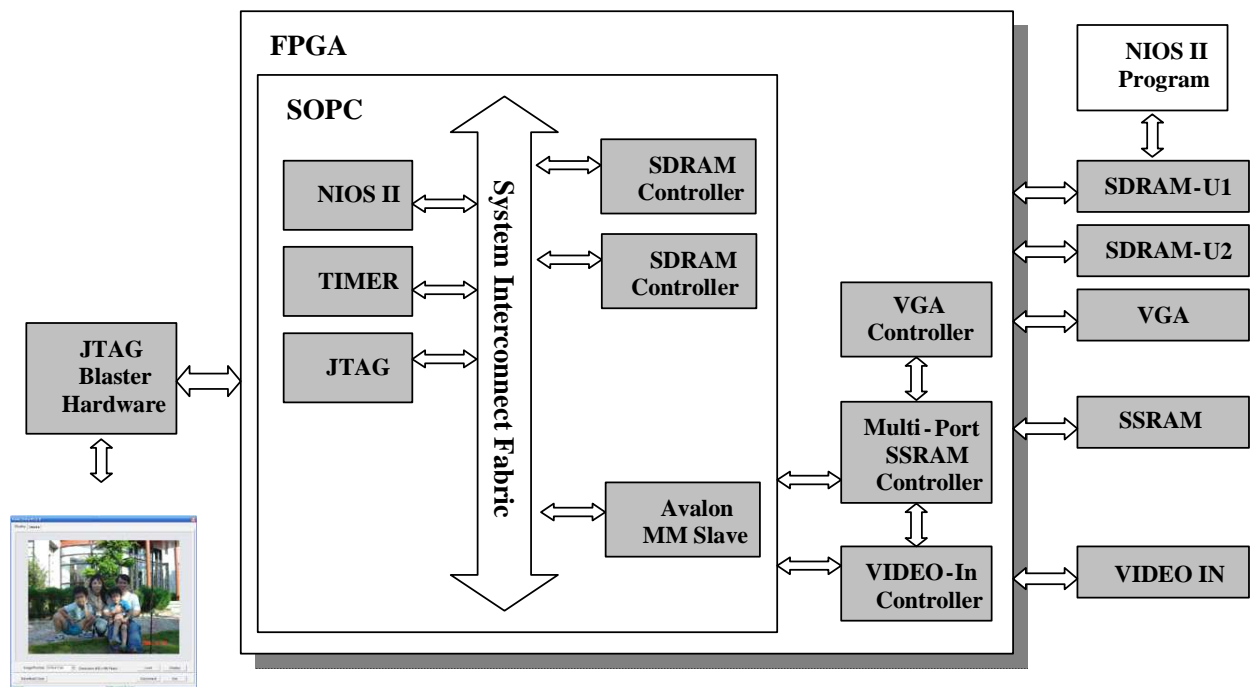 FPGA
SOPC
NIOS II
TIMER
JTAG
System Interconnect Fabric
SDRAM
Controller
SDRAM
Controller
Avalon
MM Slave
VGA
Controller
Multi-Port
SSRAM
Controller
VIDEO-In
Controller
NIOS II
Program
SDRAM-U1
SDRAM-U2
VGA
SSRAM
VIDEO IN
JTAG
Blaster
Hardware